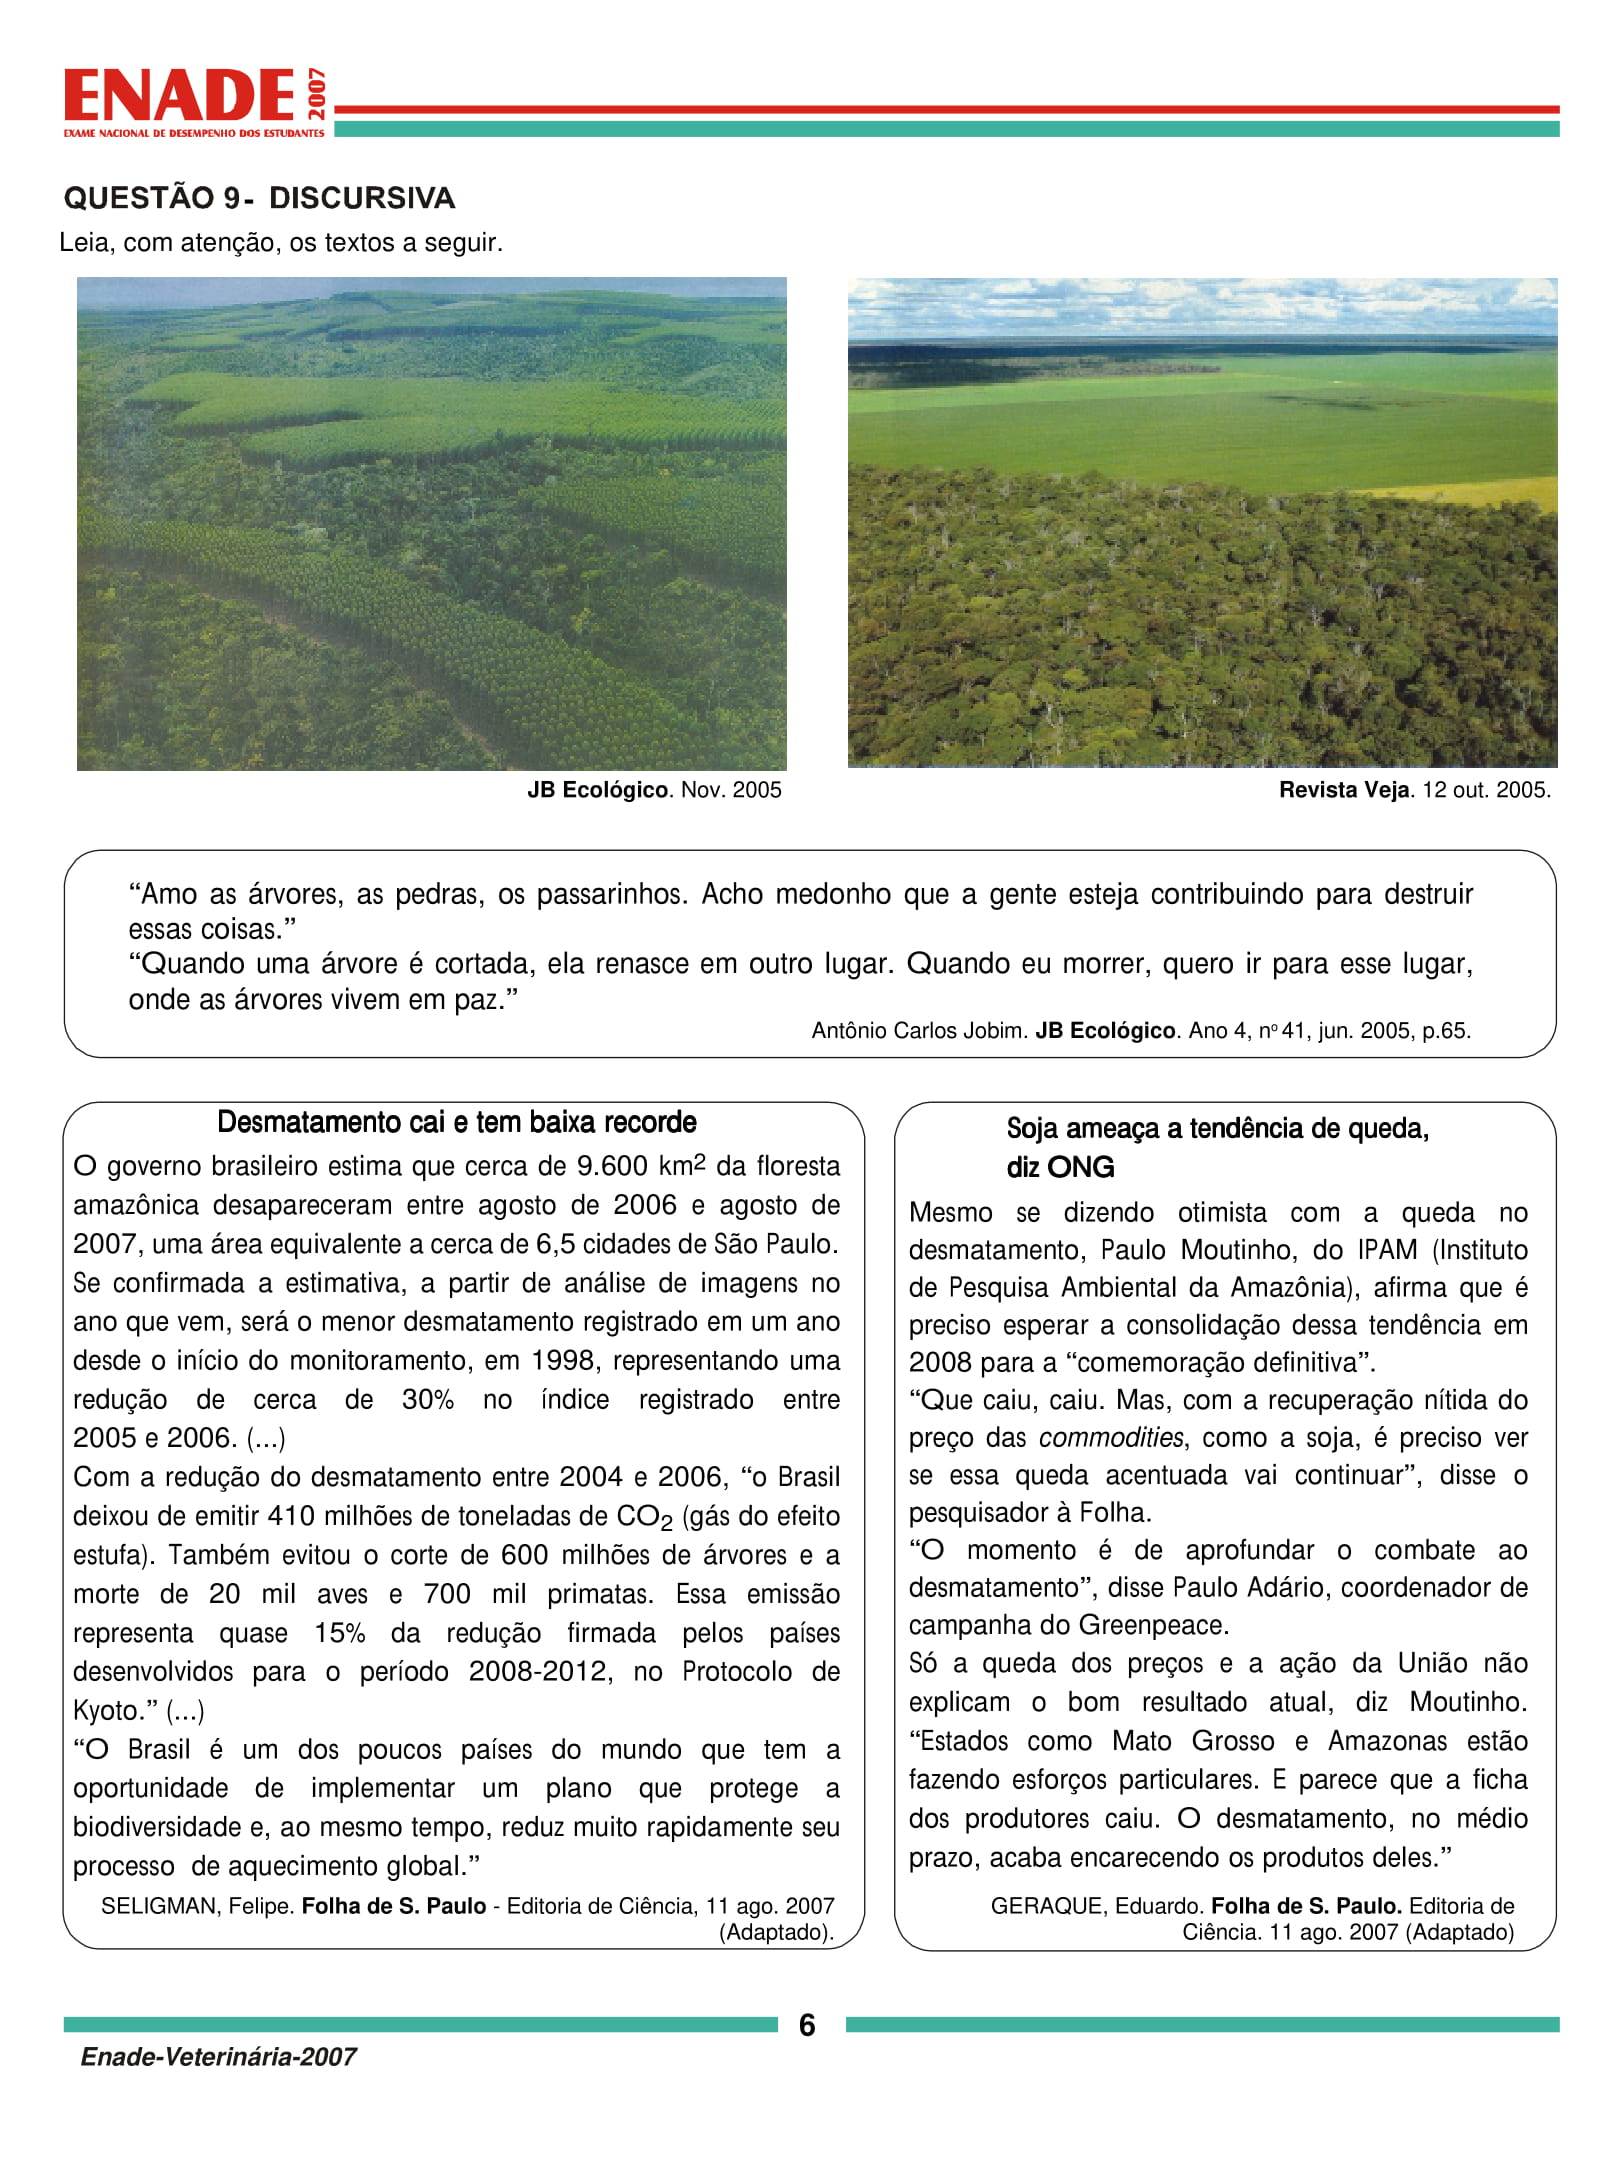 ENADE 2007
EXAME NACIONAL DE DESEMPENHO DOS ESTUDANTES
QUESTÃO 9 - DISCURSIVA
Leia, com atenção, os textos a seguir.
JB Ecológico. Nov. 2005
Revista Veja. 12 out. 2005.
“Amo as árvores, as pedras, os passarinhos. Acho medonho que a gente esteja contribuindo para destruir
essas coisas.”
“Quando uma árvore é cortada, ela renasce em outro lugar. Quando eu morrer, quero ir para esse lugar,
onde as árvores vivem em paz.”
Antônio Carlos Jobim. JB Ecológico. Ano 4, nº 41, jun. 2005, p.65.
Desmatamento cai e tem baixa recorde
O governo brasileiro estima que cerca de 9.600 km² da floresta
amazônica desapareceram entre agosto de 2006 e agosto de
2007, uma área equivalente a cerca de 6,5 cidades de São Paulo.
Se confirmada a estimativa, a partir de análise de imagens no
ano que vem, será o menor desmatamento registrado em um ano
desde o início do monitoramento, em 1998, representando uma
redução de cerca de 30% no índice registrado entre
2005 e 2006. (...)
Com a redução do desmatamento entre 2004 e 2006, “o Brasil
deixou de emitir 410 milhões de toneladas de CO₂ (gás do efeito
estufa). Também evitou o corte de 600 milhões de árvores e a
morte de 20 mil aves e 700 mil primatas. Essa emissão
representa quase 15% da redução firmada pelos países
desenvolvidos para o período 2008-2012, no Protocolo de
Kyoto.” (...)
“O Brasil é um dos poucos países do mundo que tem a
oportunidade de implementar um plano que protege a
biodiversidade e, ao mesmo tempo, reduz muito rapidamente seu
processo de aquecimento global.”
SELIGMAN, Felipe. Folha de S. Paulo - Editoria de Ciência, 11 ago. 2007
(Adaptado).
Soja ameaça a tendência de queda,
diz ONG
Mesmo se dizendo otimista com a queda no
desmatamento, Paulo Moutinho, do IPAM (Instituto
de Pesquisa Ambiental da Amazônia), afirma que é
preciso esperar a consolidação dessa tendência em
2008 para a “comemoração definitiva”.
“Que caiu, caiu. Mas, com a recuperação nítida do
preço das commodities, como a soja, é preciso ver
se essa queda acentuada vai continuar”, disse o
pesquisador à Folha.
“O momento é de aprofundar o combate ao
desmatamento”, disse Paulo Adário, coordenador de
campanha do Greenpeace.
Só a queda dos preços e a ação da União não
explicam o bom resultado atual, diz Moutinho.
“Estados como Mato Grosso e Amazonas estão
fazendo esforços particulares. E parece que a ficha
dos produtores caiu. O desmatamento, no médio
prazo, acaba encarecendo os produtos deles.”
GERAQUE, Eduardo. Folha de S. Paulo. Editoria de
Ciência. 11 ago. 2007 (Adaptado)
6
Enade-Veterinária-2007